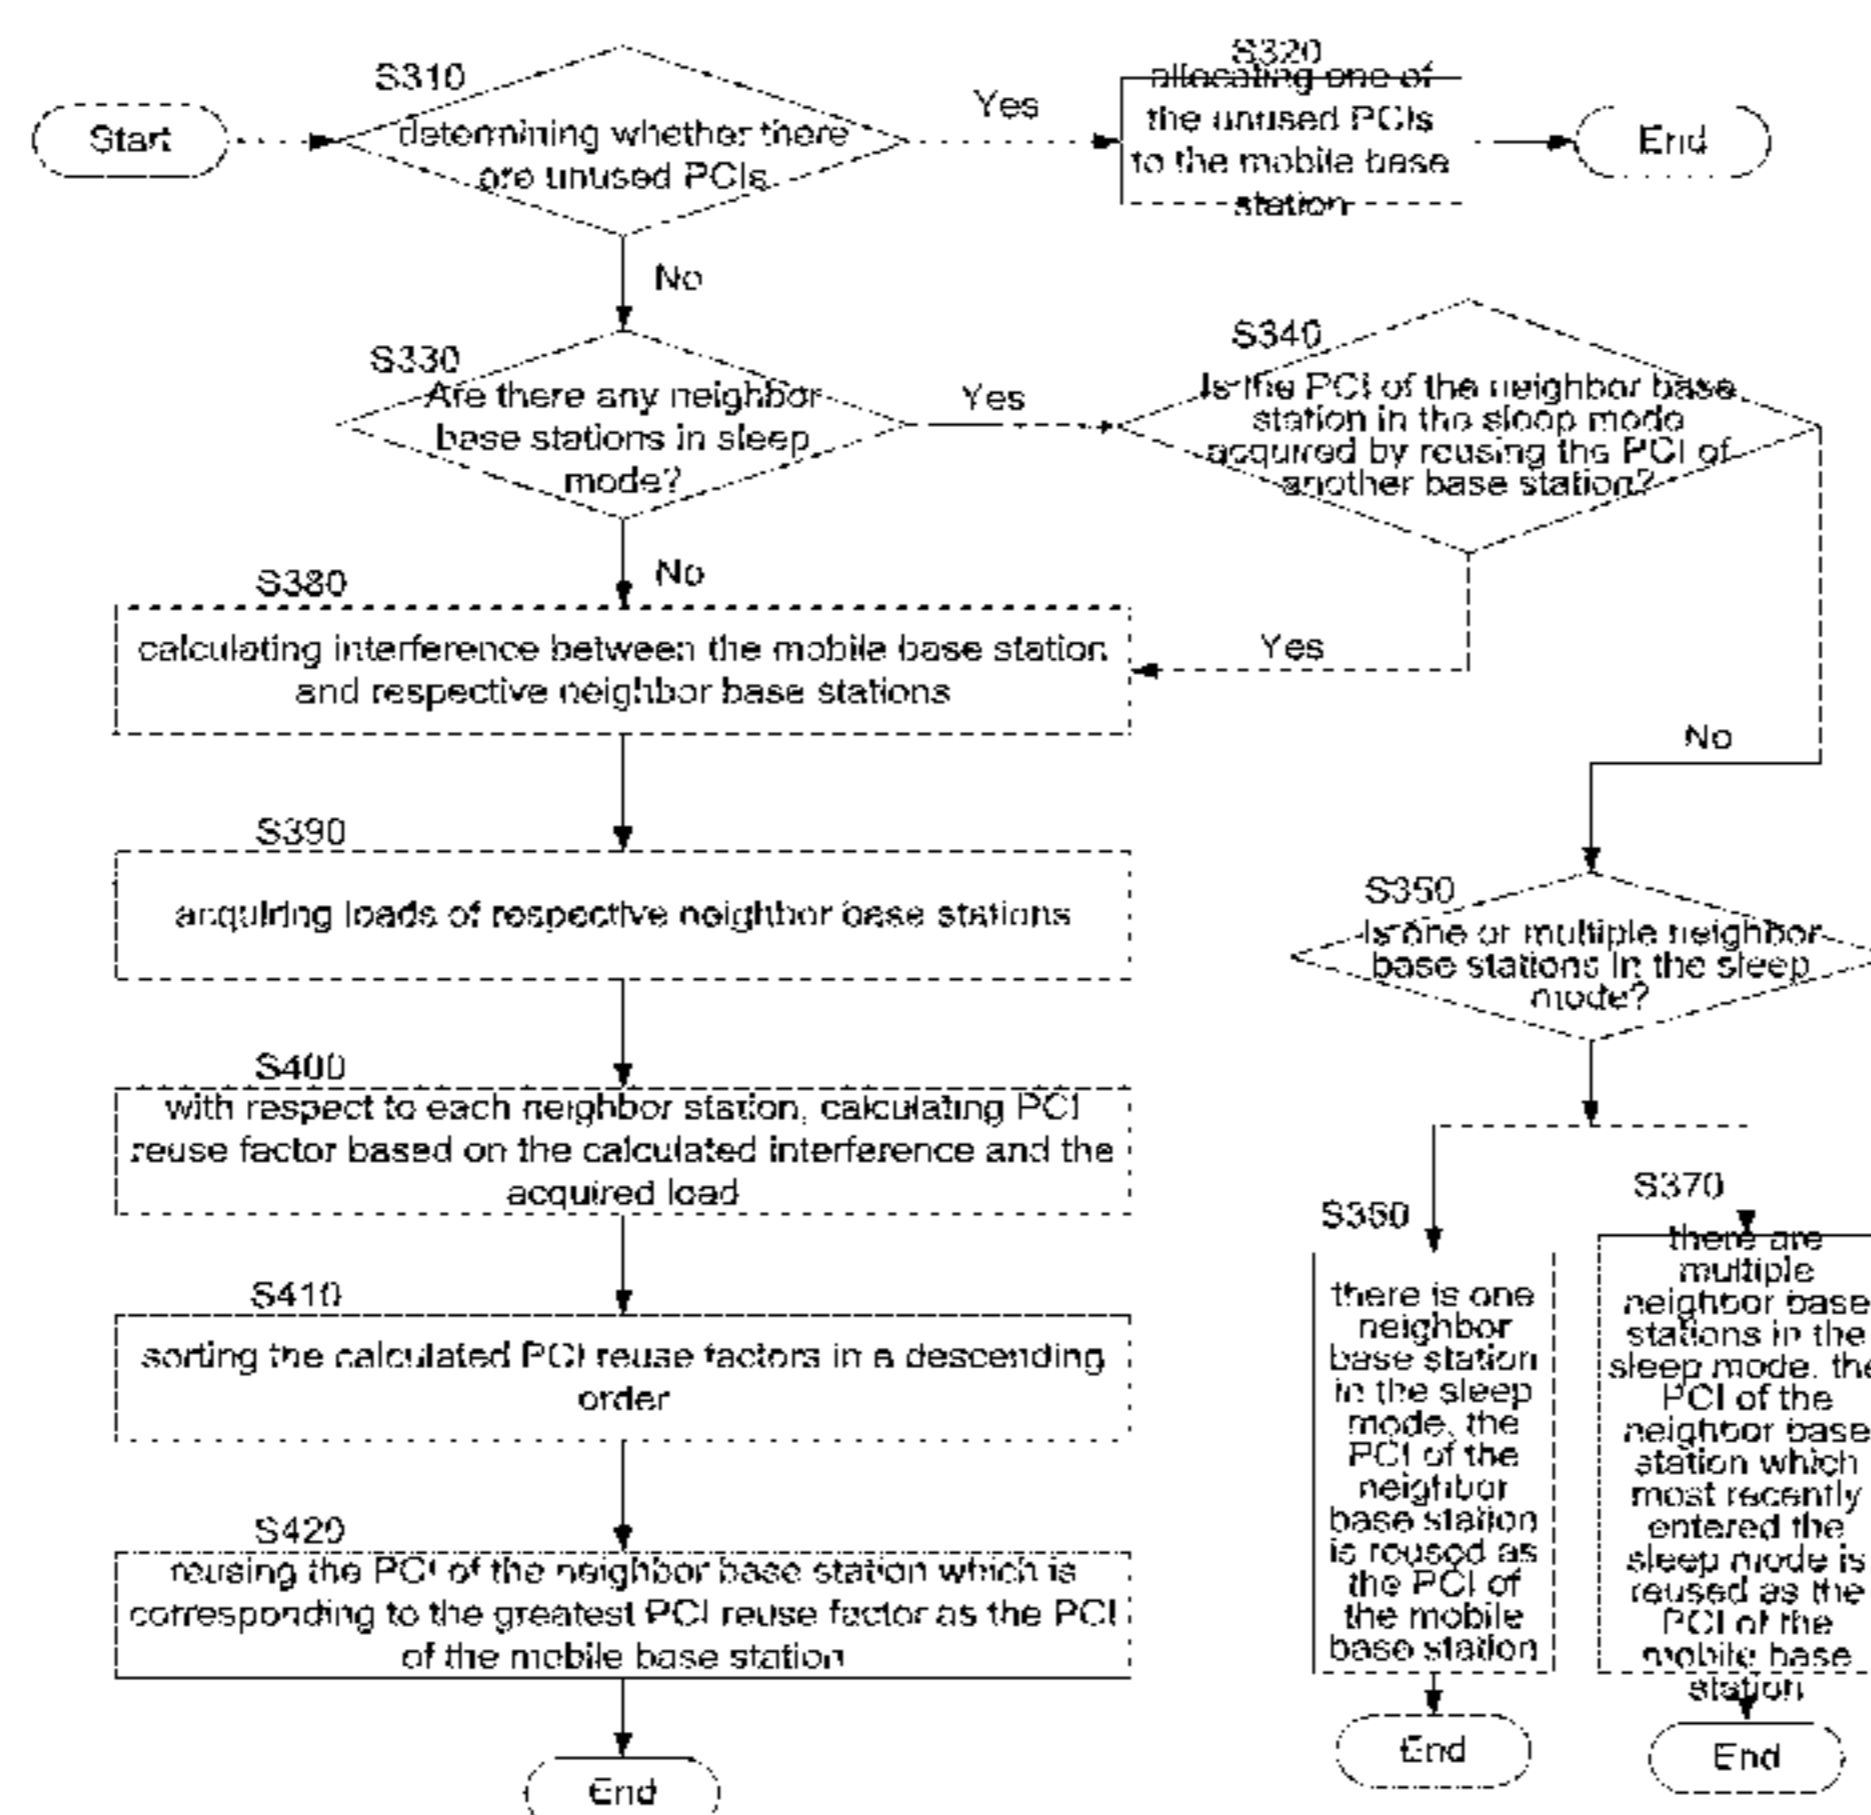 Start
S310
determining whether there
are unused PCIs
Yes
S320
allocating one of
the unused PCIs
to the mobile base
station
End
No
S330
Are there any neighbor
base stations in sleep
mode?
Yes
S340
Is the PCI of the neighbor base
station in the sleep mode
acquired by reusing the PCI of
another base station?
No
Yes
S380
calculating interference between the mobile base station
and respective neighbor base stations
No
S390
acquiring loads of respective neighbor base stations
S350
Is one or multiple neighbor
base stations in the sleep
mode?
S400
with respect to each neighbor station, calculating PCI
reuse factor based on the calculated interference and the
acquired load
S410
sorting the calculated PCI reuse factors in a descending
order
S420
reusing the PCI of the neighbor base station which is
corresponding to the greatest PCI reuse factor as the PCI
of the mobile base station
End
S360
there is one
neighbor
base station
in the sleep
mode, the
PCI of the
neighbor
base station
is reused as
the PCI of
the mobile
base station
End
S370
there are
multiple
neighbor base
stations in the
sleep mode, the
PCI of the
neighbor base
station which
most recently
entered the
sleep mode is
reused as the
PCI of the
mobile base
station
End